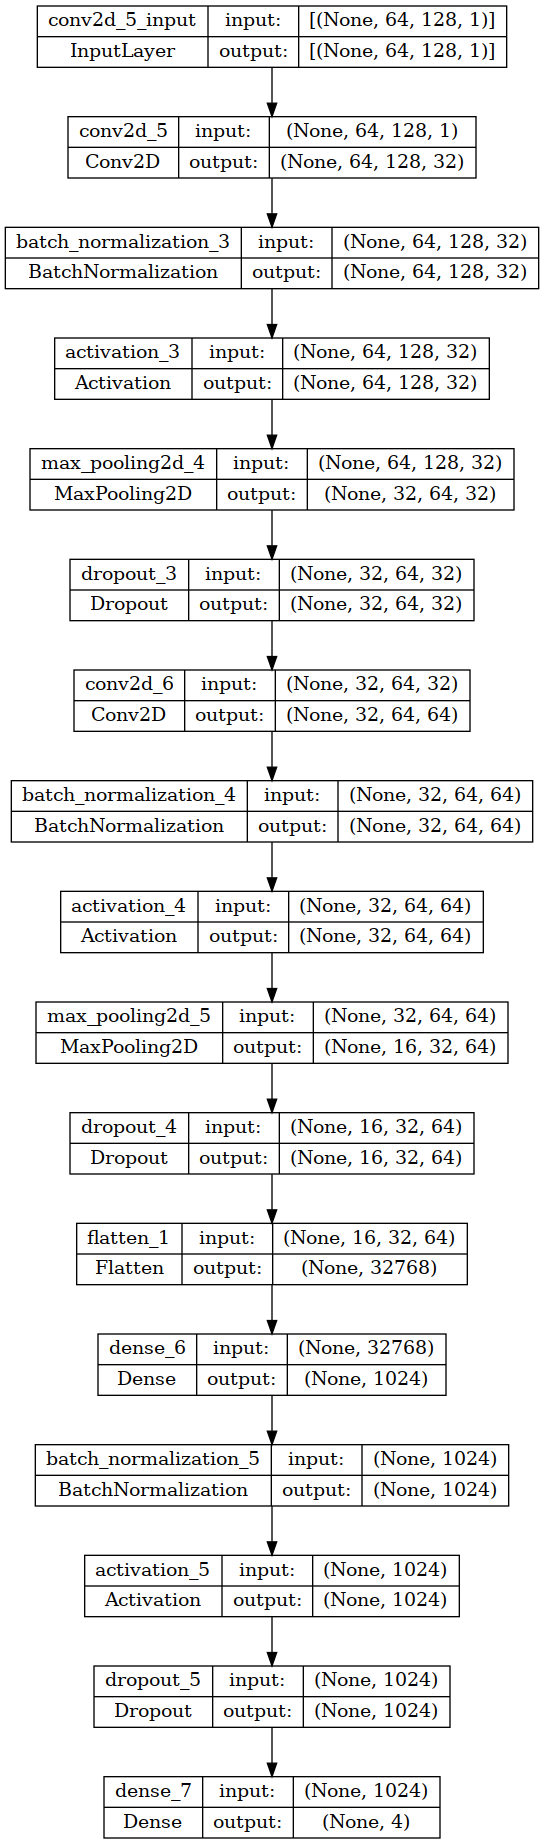 conv2d_5_input input: [(None, 64, 128, 1)]
InputLayer output: [(None, 64, 128, 1)]
conv2d_5 input: (None, 64, 128, 1)
Conv2D output: (None, 64, 128, 32)
batch_normalization_3 input: (None, 64, 128, 32)
BatchNormalization output: (None, 64, 128, 32)
activation_3 input: (None, 64, 128, 32)
Activation output: (None, 64, 128, 32)
max_pooling2d_4 input: (None, 64, 128, 32)
MaxPooling2D output: (None, 32, 64, 32)
dropout_3 input: (None, 32, 64, 32)
Dropout output: (None, 32, 64, 32)
conv2d_6 input: (None, 32, 64, 32)
Conv2D output: (None, 32, 64, 64)
batch_normalization_4 input: (None, 32, 64, 64)
BatchNormalization output: (None, 32, 64, 64)
activation_4 input: (None, 32, 64, 64)
Activation output: (None, 32, 64, 64)
max_pooling2d_5 input: (None, 32, 64, 64)
MaxPooling2D output: (None, 16, 32, 64)
dropout_4 input: (None, 16, 32, 64)
Dropout output: (None, 16, 32, 64)
flatten_1 input: (None, 16, 32, 64)
Flatten output: (None, 32768)
dense_6 input: (None, 32768)
Dense output: (None, 1024)
batch_normalization_5 input: (None, 1024)
BatchNormalization output: (None, 1024)
activation_5 input: (None, 1024)
Activation output: (None, 1024)
dropout_5 input: (None, 1024)
Dropout output: (None, 1024)
dense_7 input: (None, 1024)
Dense output: (None, 4)